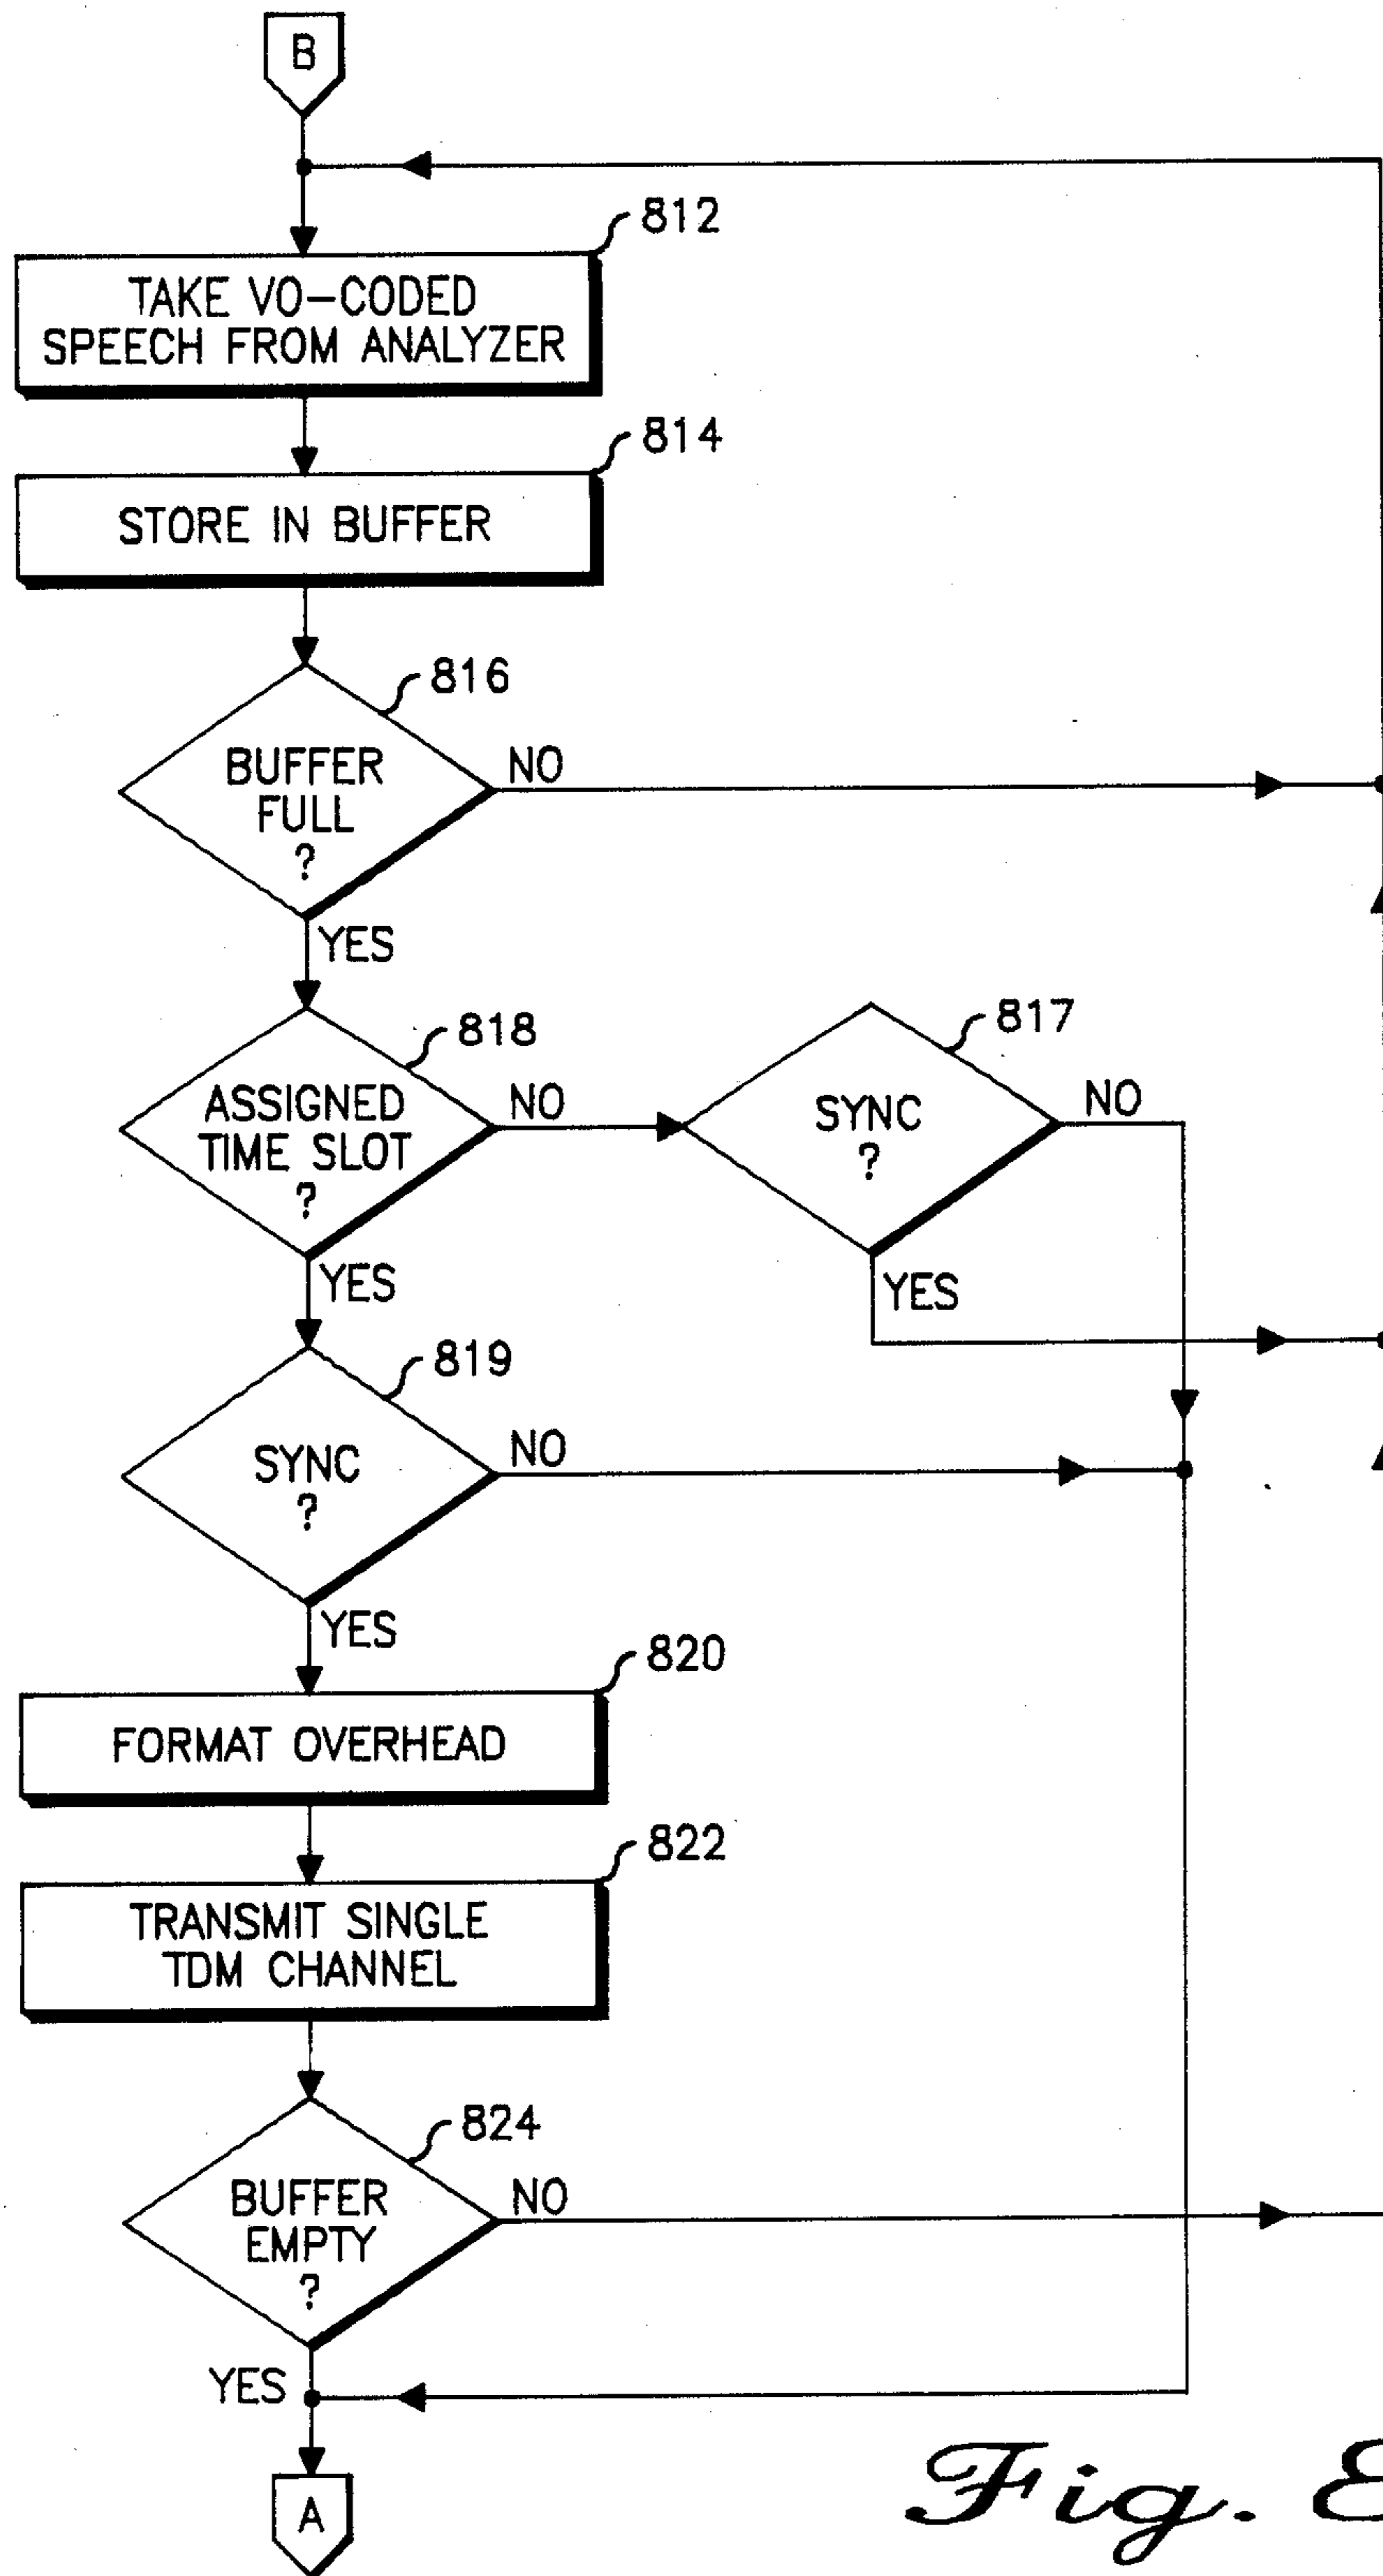 B
812
TAKE VO-CODED
SPEECH FROM ANALYZER
814
STORE IN BUFFER
816
BUFFER
FULL
?
NO
YES
818
ASSIGNED
TIME SLOT
?
NO
YES
817
SYNC
?
NO
YES
819
SYNC
?
NO
YES
820
FORMAT OVERHEAD
822
TRANSMIT SINGLE
TDM CHANNEL
824
BUFFER
EMPTY
?
NO
YES
A
Fig.